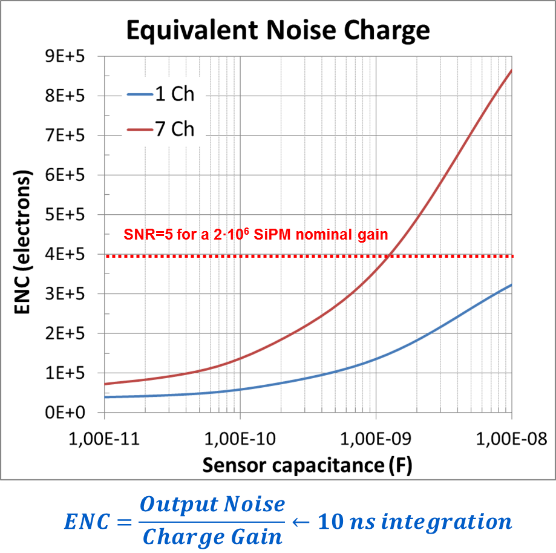 Equivalent Noise Charge
9E+5
8E+5
7E+5
6E+5
5E+5
4E+5
3E+5
2E+5
1E+5
0E+0
ENC (electrons)
1 Ch
7 Ch
SNR=5 for a 2·10⁶ SiPM nominal gain
1,00E-11 1,00E-10 1,00E-09 1,00E-08
Sensor capacitance (F)
ENC = Output Noise / Charge Gain ← 10 ns integration